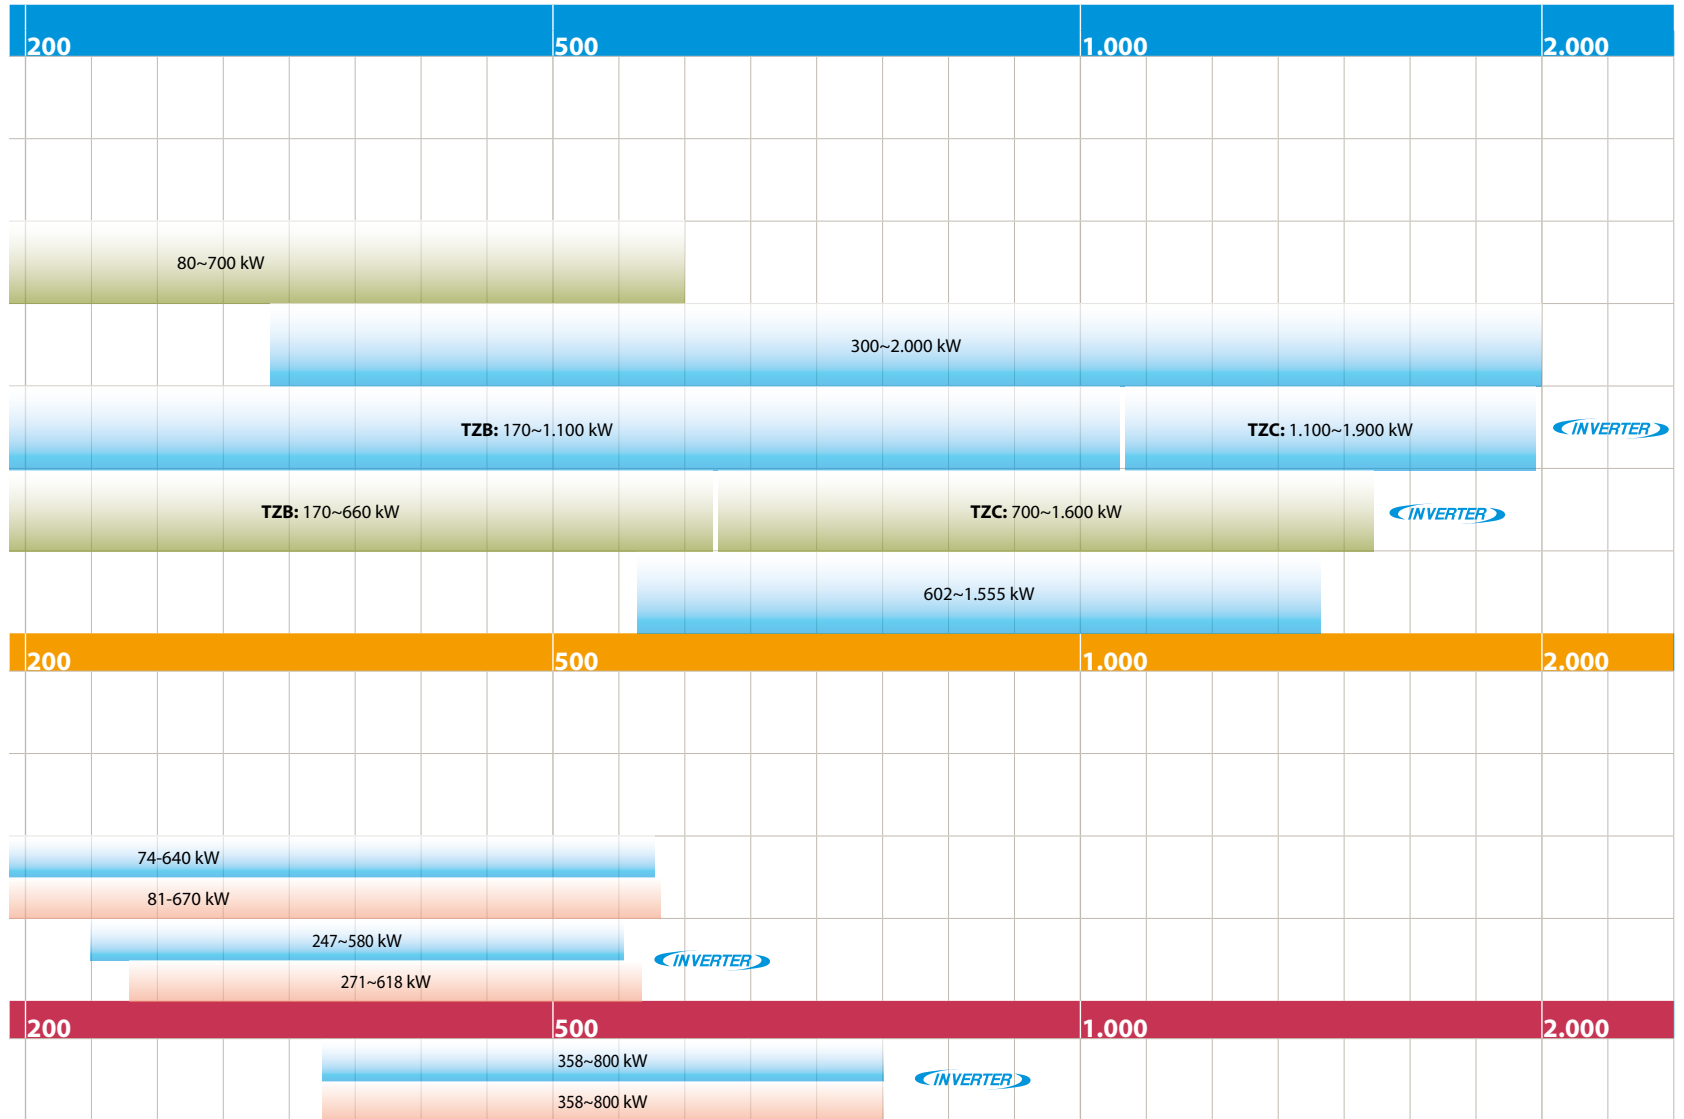 200 500 1.000 2.000
80~700 kW
300~2.000 kW
TZB: 170~1.100 kW TZC: 1.100~1.900 kW INVERTER
TZB: 170~660 kW TZC: 700~1.600 kW INVERTER
602~1.555 kW
200 500 1.000 2.000
74-640 kW
81-670 kW
247~580 kW
INVERTER
271~618 kW
200 500 1.000 2.000
358~800 kW
INVERTER
358~800 kW